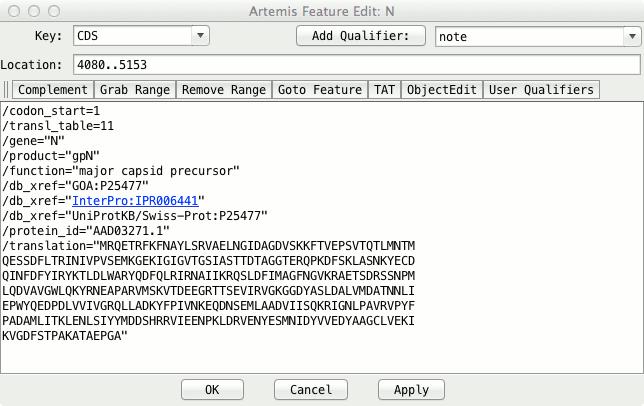 Artemis Feature Edit: N
Key: CDS Add Qualifier: note
Location: 4080..5153
Complement Grab Range Remove Range Goto Feature TAT ObjectEdit User Qualifiers
/codon_start=1
/transl_table=11
/gene="N"
/product="gpN"
/function="major capsid precursor"
/db_xref="GOA:P25477"
/db_xref="InterPro:IPR006441"
/db_xref="UniProtKB/Swiss-Prot:P25477"
/protein_id="AAD03271.1"
/translation="MRQETRFKFNAYLSRVAELNGIDAGDVSKKFTVEPSVTQTLMNTM
QESSDFLTRINIVPVSEMKGEKIGIGVTGSIASTTDTAGGTERQPKDFSKLASNKYECD
QINFDFYIRYKTLDLWARYQDFQLRIRNAIIKRQSLDFIMAGFNGVKRAETSDRSSNPM
LQDVAVGWLQKYRNEAPARVMSKVTDEEGRTTSEVIRVGKGGDYASLDALVMDATNNLI
EPWYQEDPDLVVIVGRQLLADKYFPIVNKEQDNSEMLAADVIISQKRIGNLPAVRVPYF
PADAMLITKLENLSIYYMDDSHRRVIEENPKLDRVENYESMNIDYVVEDYAAGCLVEKI
KVGDFSTPAKATAEPGA"
OK Cancel Apply